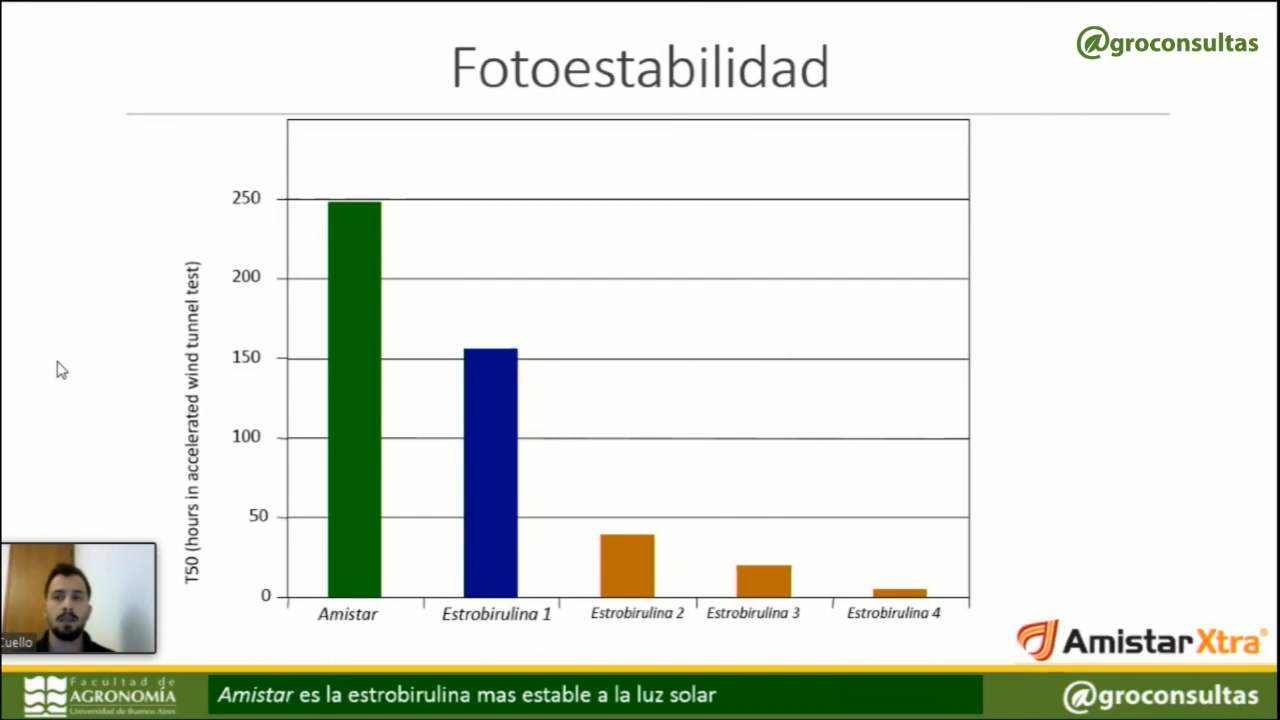 @groconsultas
Fotoestabilidad
T50 (hours in accelerated wind tunnel test)
250
200
150
100
50
0
Amistar
Estrobirulina 1
Estrobirulina 2
Estrobirulina 3
Estrobirulina 4
Cuello
Amistar Xtra®
Facultad de
AGRONOMÍA
Universidad de Buenos Aires
Amistar es la estrobirulina mas estable a la luz solar
@groconsultas